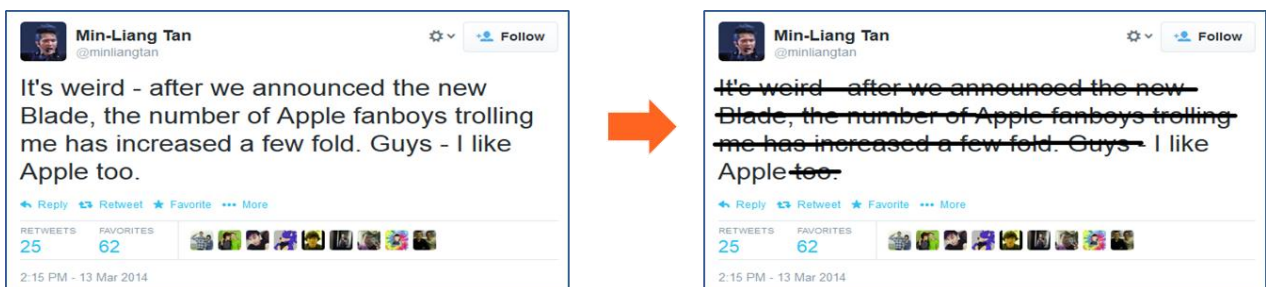 Min-Liang Tan
@minliangtan
Follow
It's weird - after we announced the new
Blade, the number of Apple fanboys trolling
me has increased a few fold. Guys - I like
Apple too.
Reply Retweet Favorite More
RETWEETS FAVORITES
25 62
2:15 PM - 13 Mar 2014
Min-Liang Tan
@minliangtan
Follow
It's weird - after we announced the new
Blade, the number of Apple fanboys trolling
me has increased a few fold. Guys - I like
Apple too.
Reply Retweet Favorite More
RETWEETS FAVORITES
25 62
2:15 PM - 13 Mar 2014